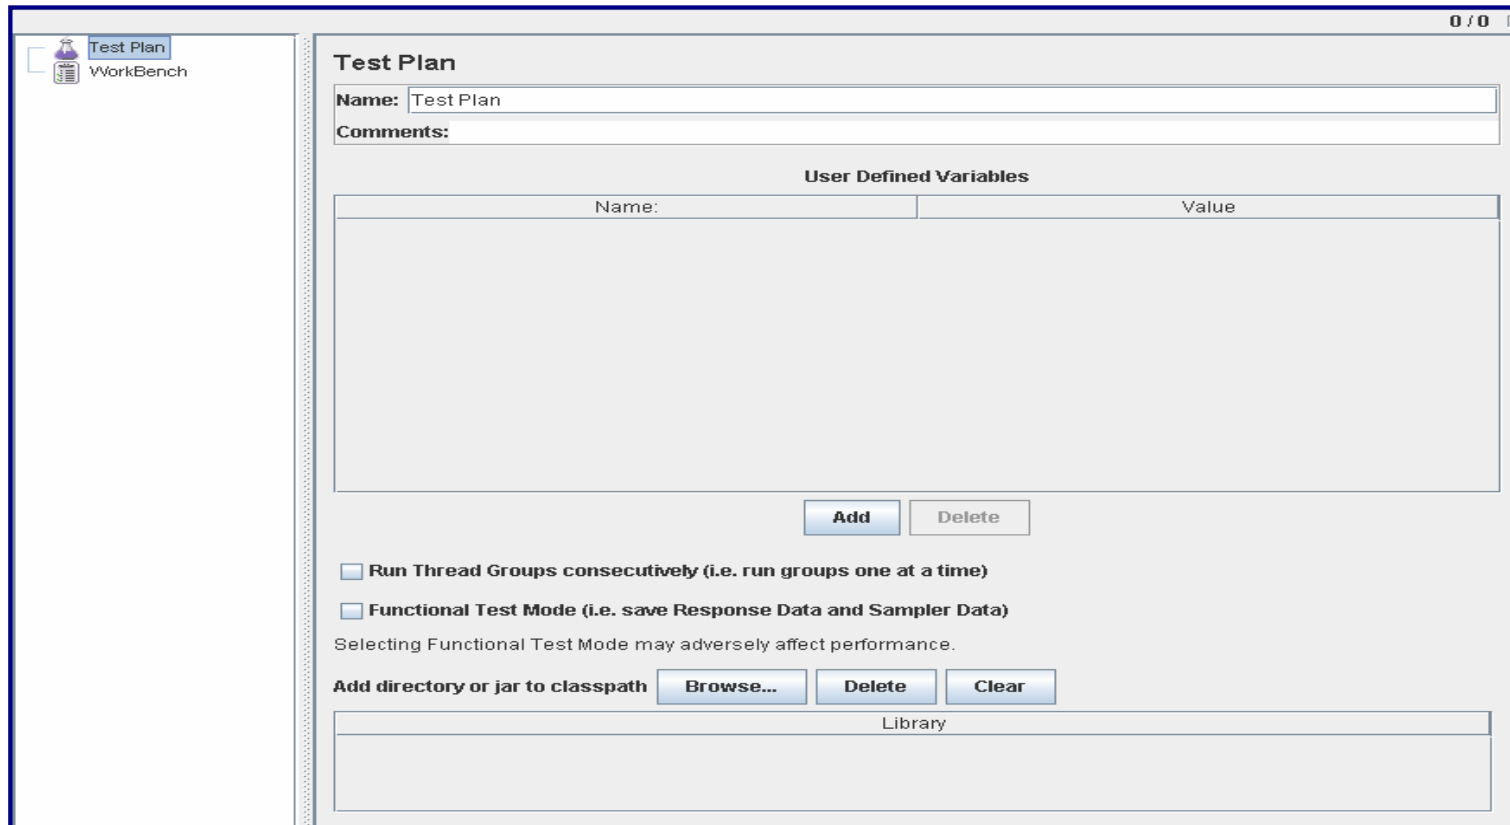 0 / 0
Test Plan
WorkBench
Test Plan
Name: Test Plan
Comments:
User Defined Variables
Name: Value
Add Delete
Run Thread Groups consecutively (i.e. run groups one at a time)
Functional Test Mode (i.e. save Response Data and Sampler Data)
Selecting Functional Test Mode may adversely affect performance.
Add directory or jar to classpath Browse... Delete Clear
Library